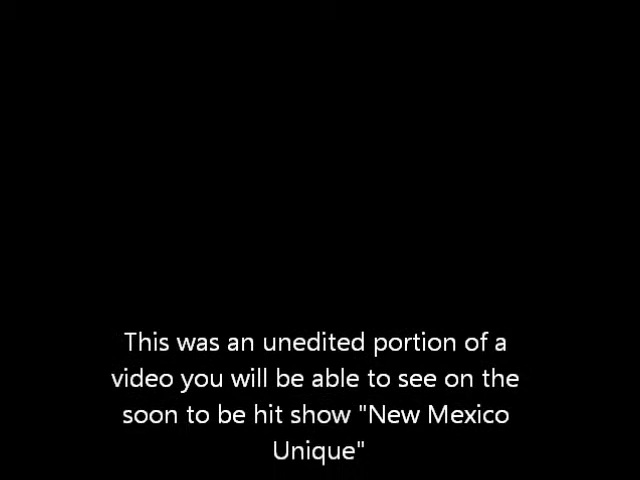 This was an unedited portion of a
video you will be able to see on the
soon to be hit show "New Mexico
Unique"